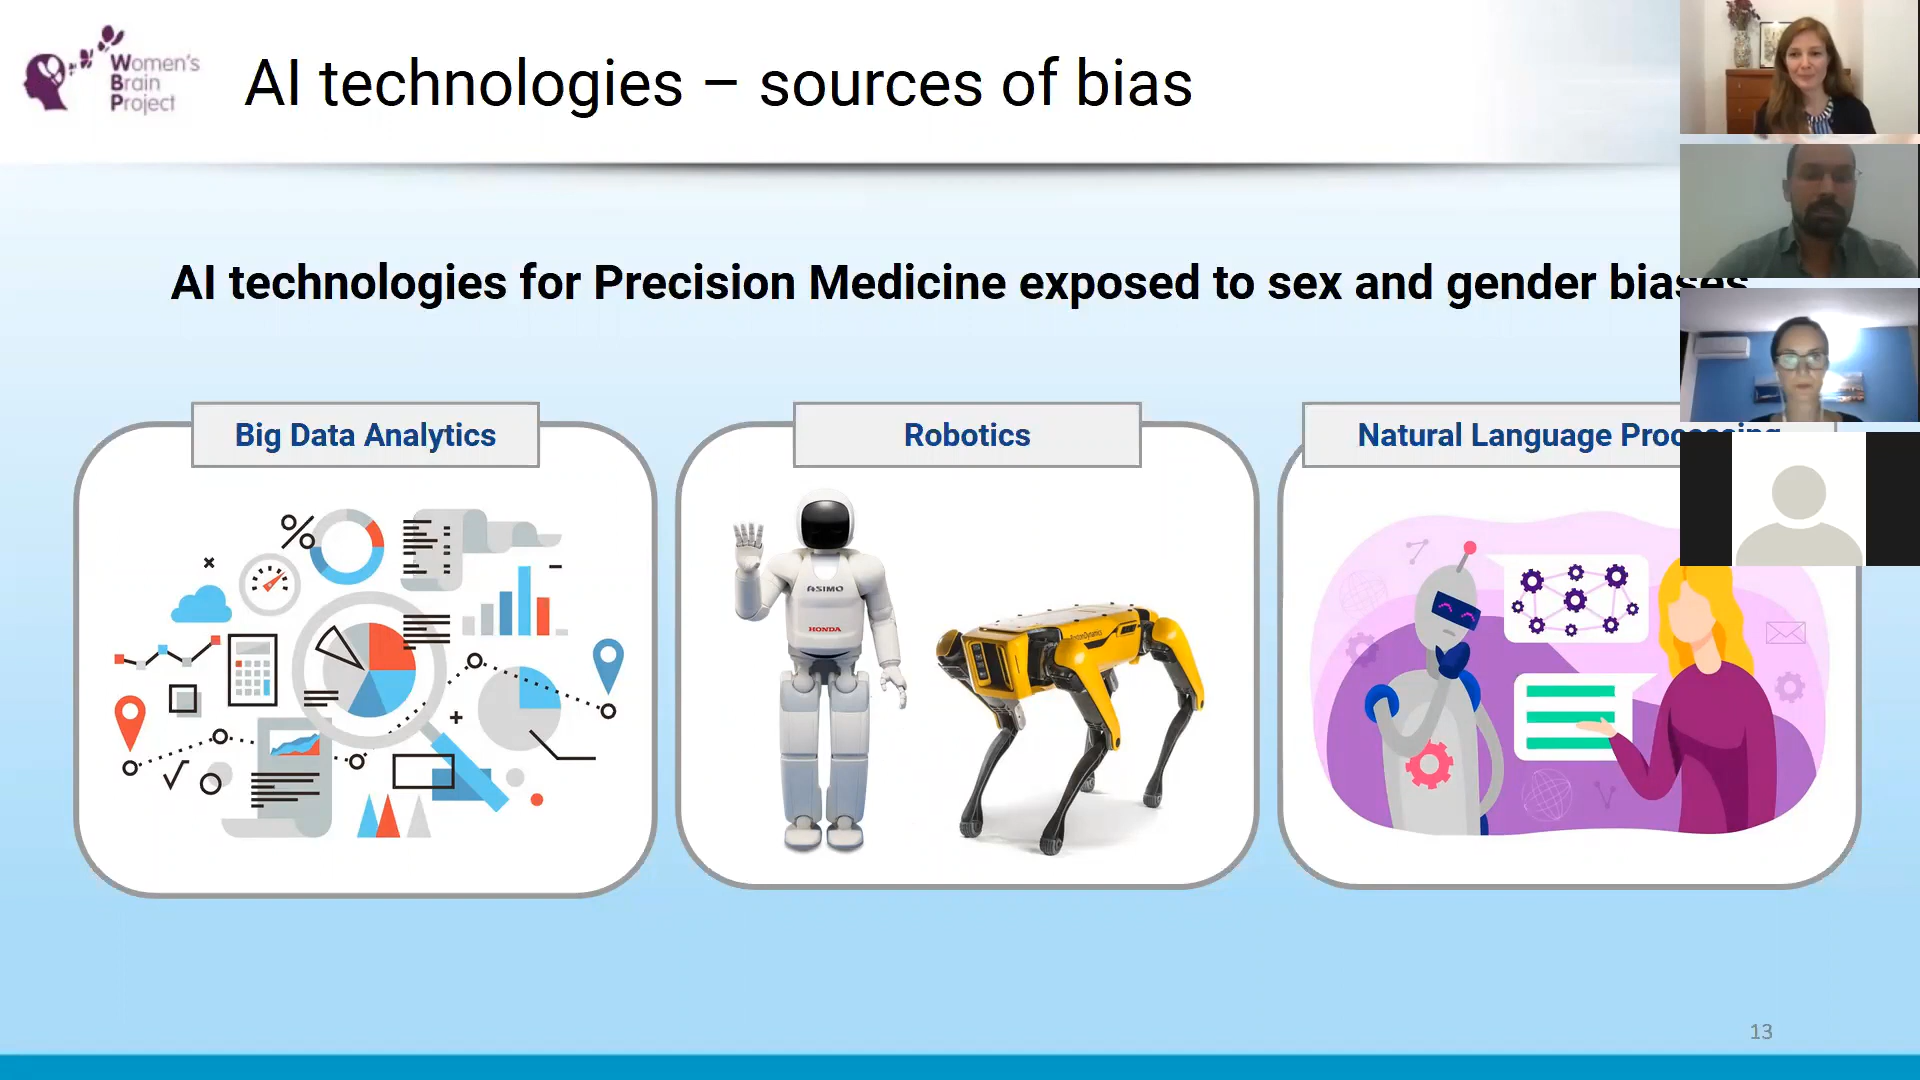 Women's
Brain
Project
AI technologies – sources of bias
AI technologies for Precision Medicine exposed to sex and gender biases
Big Data Analytics
Robotics
Natural Language Processing
ASIMO
HONDA
BostonDynamics
13